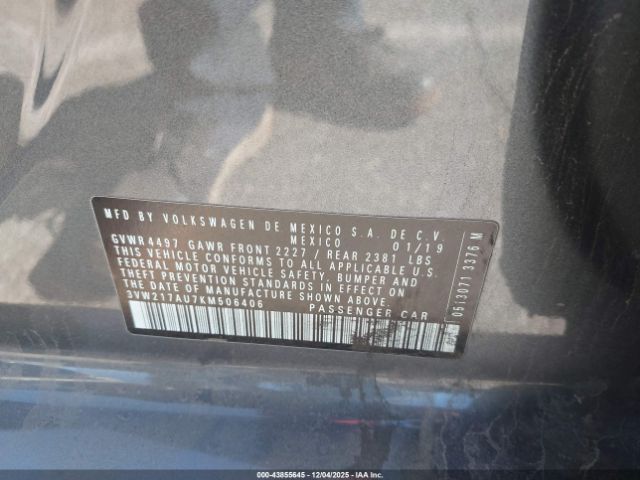 MFD BY VOLKSWAGEN DE MEXICO S.A. DE C.V.
MEXICO 01/19
GVWR 4497 GAWR FRONT 2227 / REAR 2381 LBS
THIS VEHICLE CONFORMS TO ALL APPLICABLE U.S.
FEDERAL MOTOR VEHICLE SAFETY, BUMPER AND
THEFT PREVENTION STANDARDS IN EFFECT ON
THE DATE OF MANUFACTURE SHOWN ABOVE.
3VW217AU7KM506406 PASSENGER CAR
0513071 3376 M
000-43855645 - 12/04/2025 - IAA Inc.